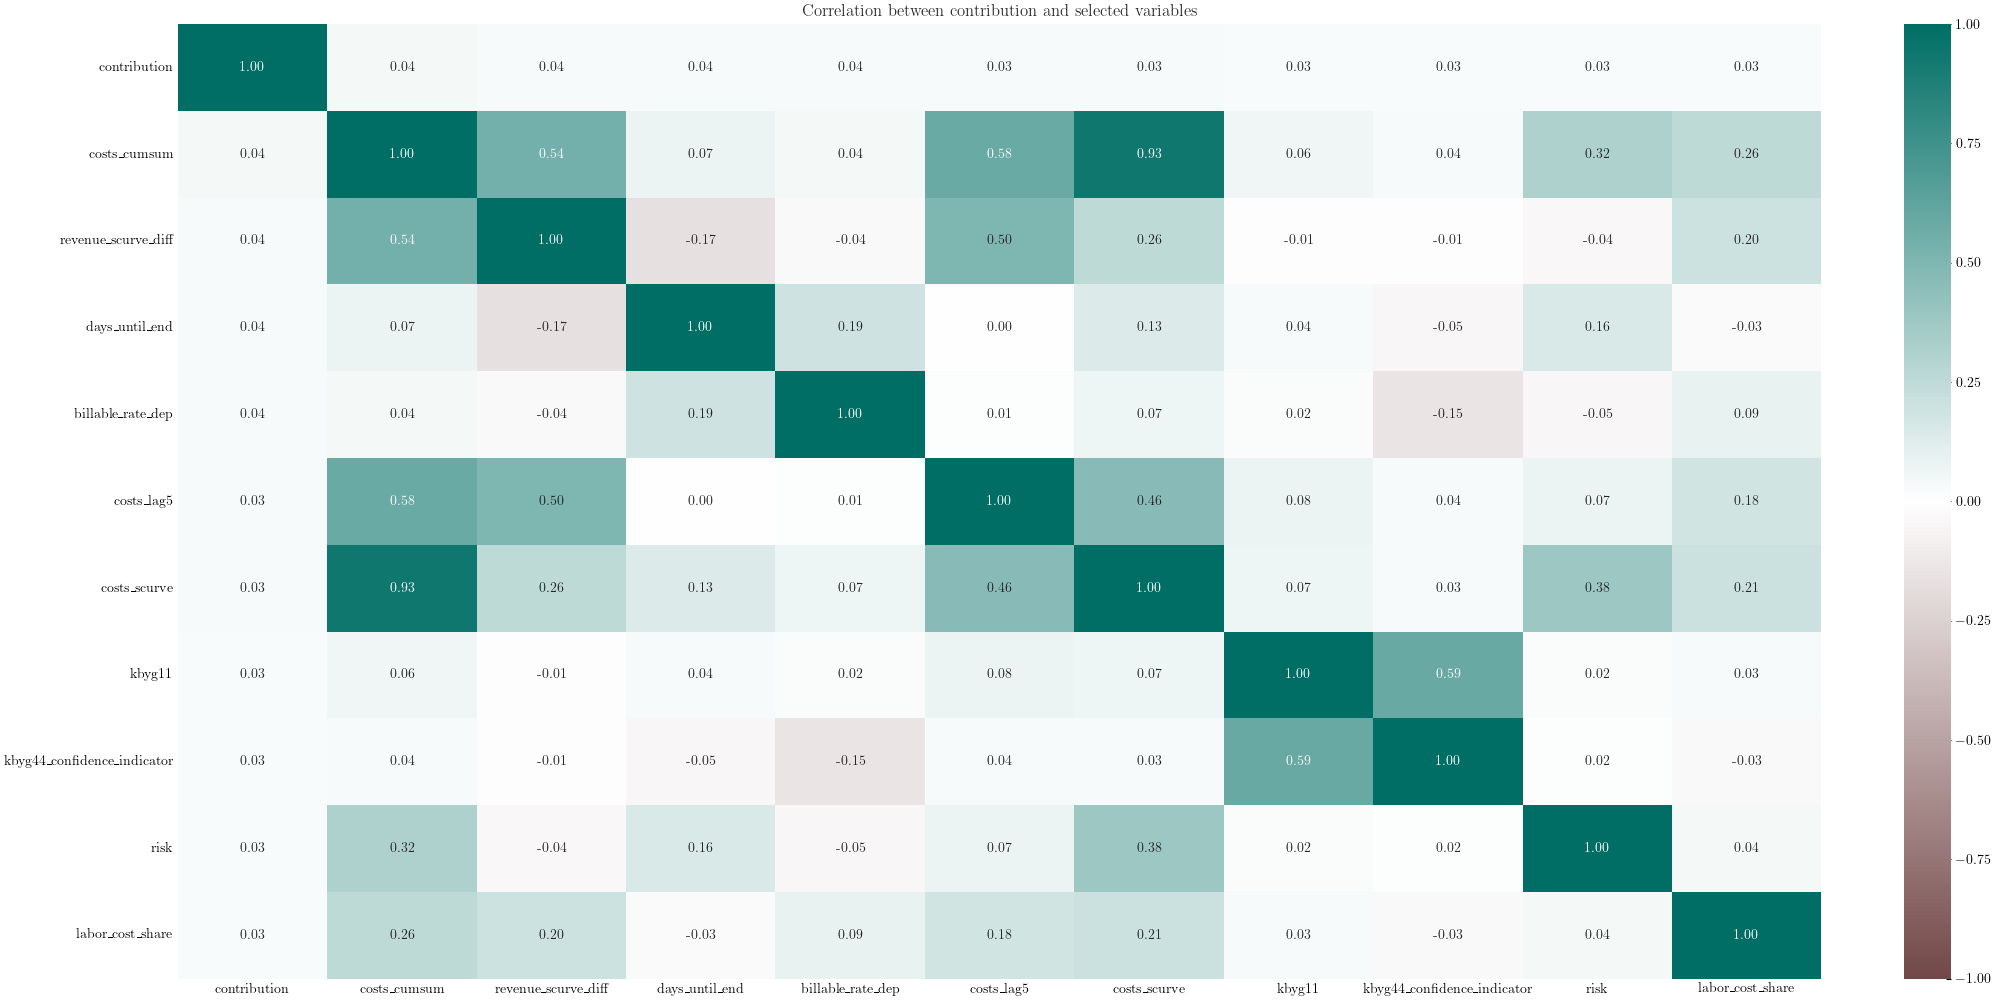 Correlation between contribution and selected variables
contribution 1.00 0.04 0.04 0.04 0.04 0.03 0.03 0.03 0.03 0.03 0.03
costs_cumsum 0.04 1.00 0.54 0.07 0.04 0.58 0.93 0.06 0.04 0.32 0.26
revenue_scurve_diff 0.04 0.54 1.00 -0.17 -0.04 0.50 0.26 -0.01 -0.01 -0.04 0.20
days_until_end 0.04 0.07 -0.17 1.00 0.19 0.00 0.13 0.04 -0.05 0.16 -0.03
billable_rate_dep 0.04 0.04 -0.04 0.19 1.00 0.01 0.07 0.02 -0.15 -0.05 0.09
costs_lag5 0.03 0.58 0.50 0.00 0.01 1.00 0.46 0.08 0.04 0.07 0.18
costs_scurve 0.03 0.93 0.26 0.13 0.07 0.46 1.00 0.07 0.03 0.38 0.21
kbyg11 0.03 0.06 -0.01 0.04 0.02 0.08 0.07 1.00 0.59 0.02 0.03
kbyg44_confidence_indicator 0.03 0.04 -0.01 -0.05 -0.15 0.04 0.03 0.59 1.00 0.02 -0.03
risk 0.03 0.32 -0.04 0.16 -0.05 0.07 0.38 0.02 0.02 1.00 0.04
labor_cost_share 0.03 0.26 0.20 -0.03 0.09 0.18 0.21 0.03 -0.03 0.04 1.00
contribution costs_cumsum revenue_scurve_diff days_until_end billable_rate_dep costs_lag5 costs_scurve kbyg11 kbyg44_confidence_indicator risk labor_cost_share
1.00
0.75
0.50
0.25
0.00
−0.25
−0.50
−0.75
−1.00